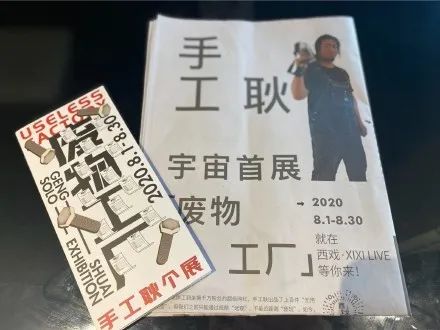 USELESS
FACTORY
废物工厂
2020.8.1-8.30
GENG
SOLO
SHUAI
EXHIBITION
手工耿个展
手工耿
宇宙首展
「废物
工厂」
→ 2020
8.1-8.30
就在
西戏·XIXI LIVE
等你来！